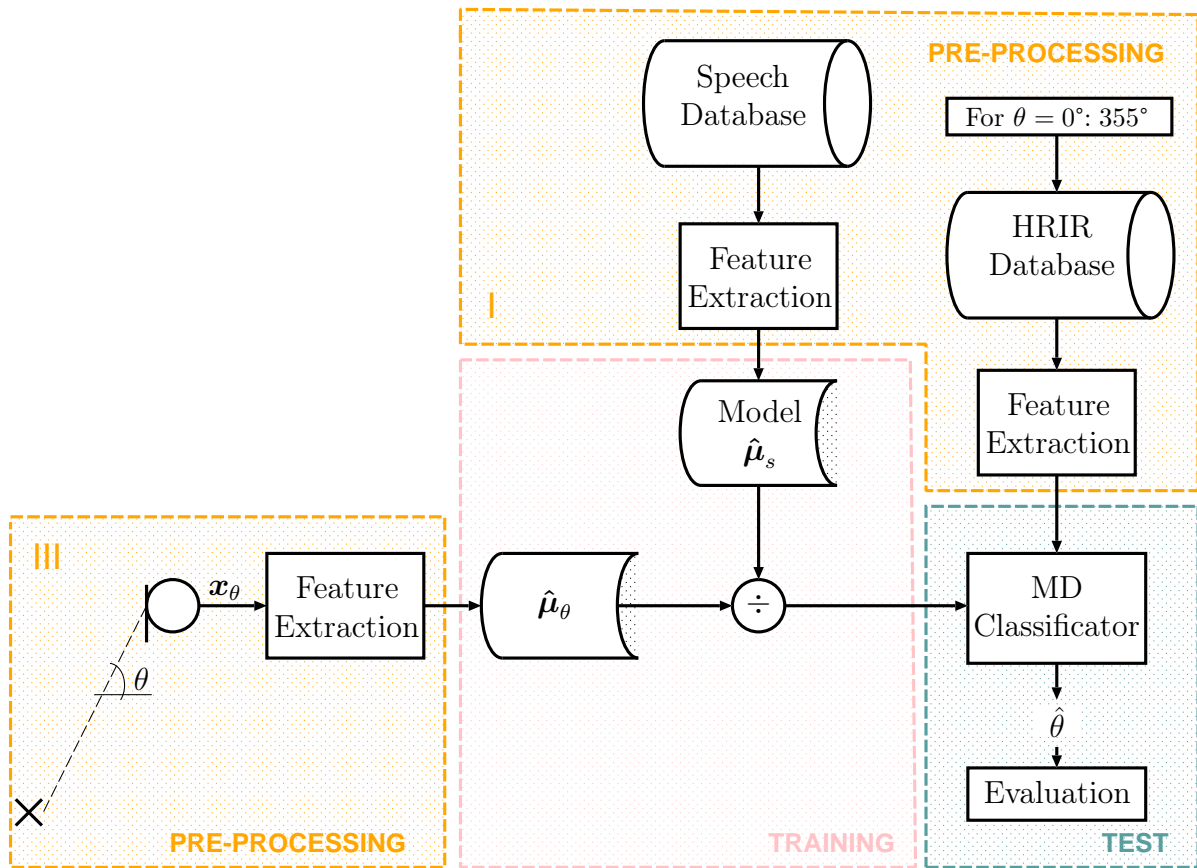 PRE-PROCESSING
Speech
Database
For θ = 0°: 355°
HRIR
Database
Feature
Extraction
I
Model
μ̂ₛ
Feature
Extraction
III
x_θ
Feature
Extraction
μ̂_θ
÷
MD
Classificator
θ
θ̂
Evaluation
PRE-PROCESSING
TRAINING
TEST